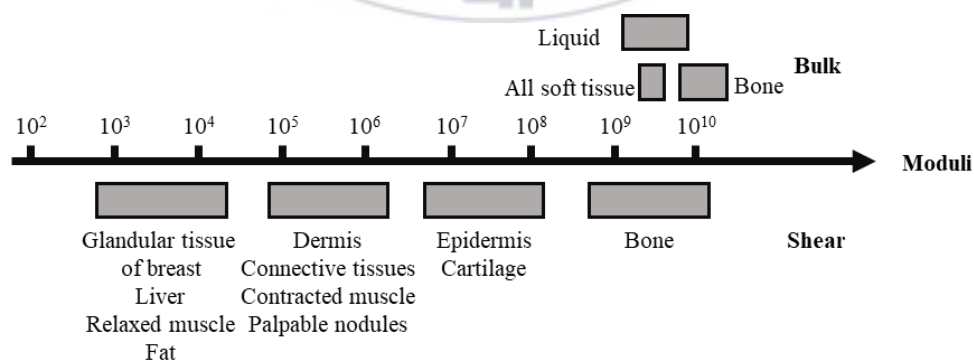 Liquid
Bulk
All soft tissue Bone
10² 10³ 10⁴ 10⁵ 10⁶ 10⁷ 10⁸ 10⁹ 10¹⁰
Moduli
Glandular tissue Dermis Epidermis Bone Shear
of breast Connective tissues Cartilage
Liver Contracted muscle
Relaxed muscle Palpable nodules
Fat